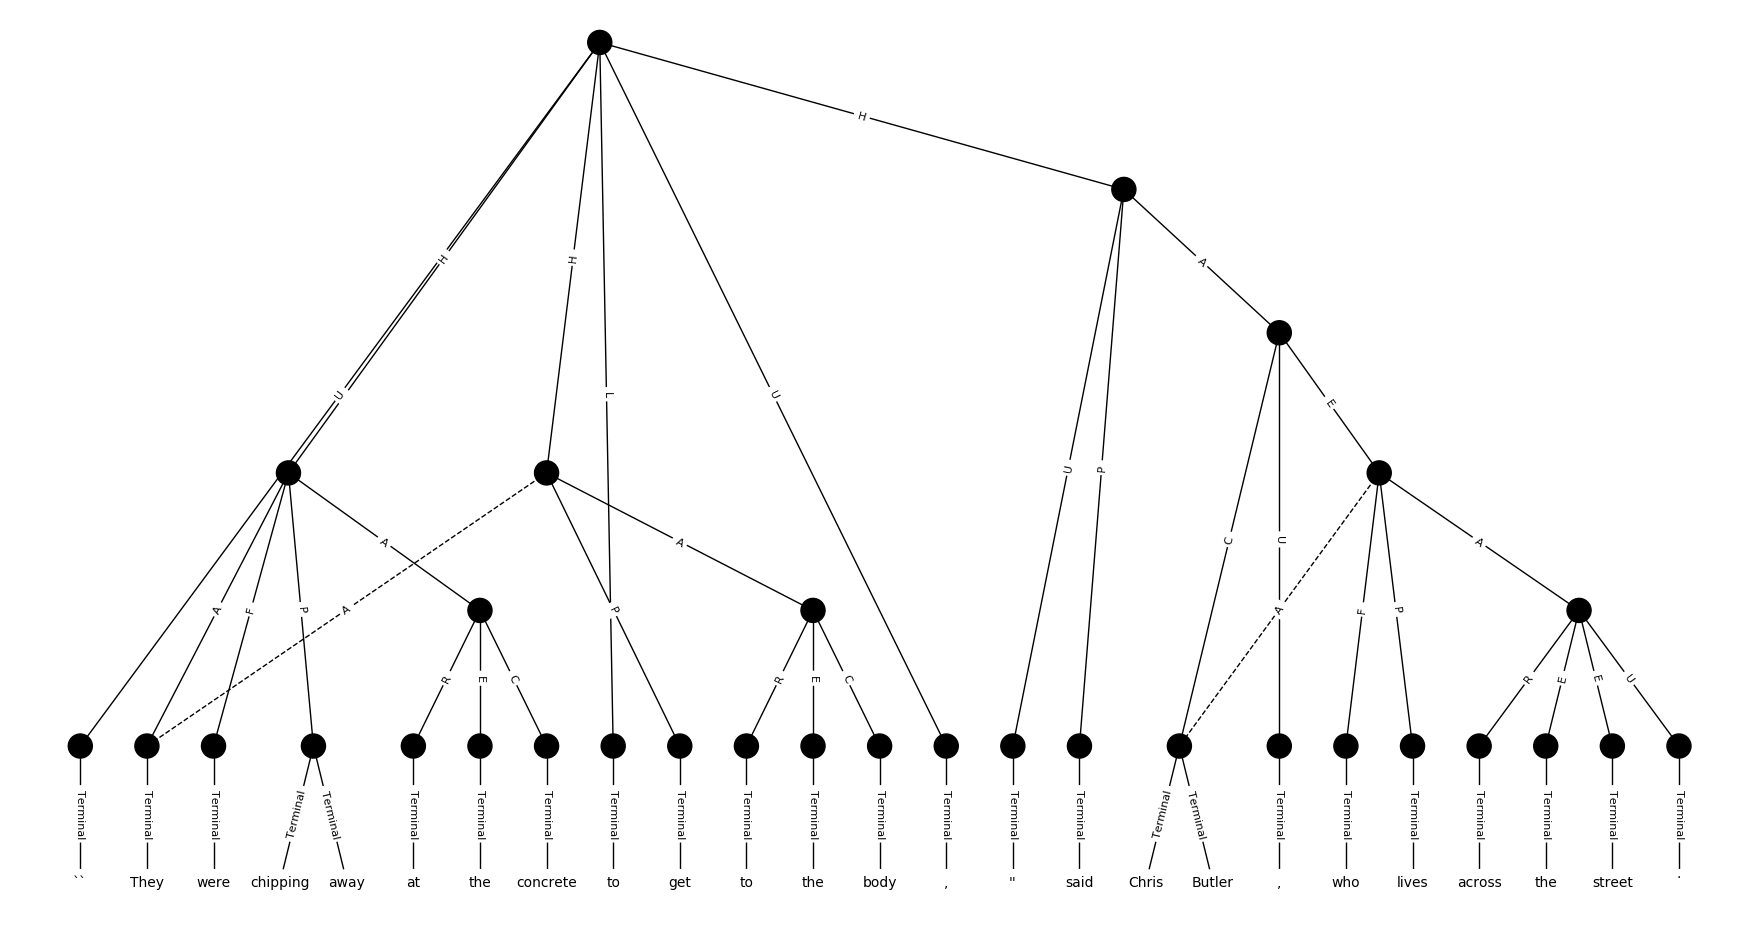 H
H
H
A
L
U
U
E
U
P
C
U
A
A
A
A F P A P A F P
R E C R E C R E E U
Terminal Terminal Terminal Terminal Terminal Terminal Terminal Terminal Terminal Terminal Terminal Terminal Terminal Terminal Terminal Terminal Terminal Terminal Terminal Terminal Terminal Terminal Terminal Terminal Terminal
`` They were chipping away at the concrete to get to the body , " said Chris Butler , who lives across the street .